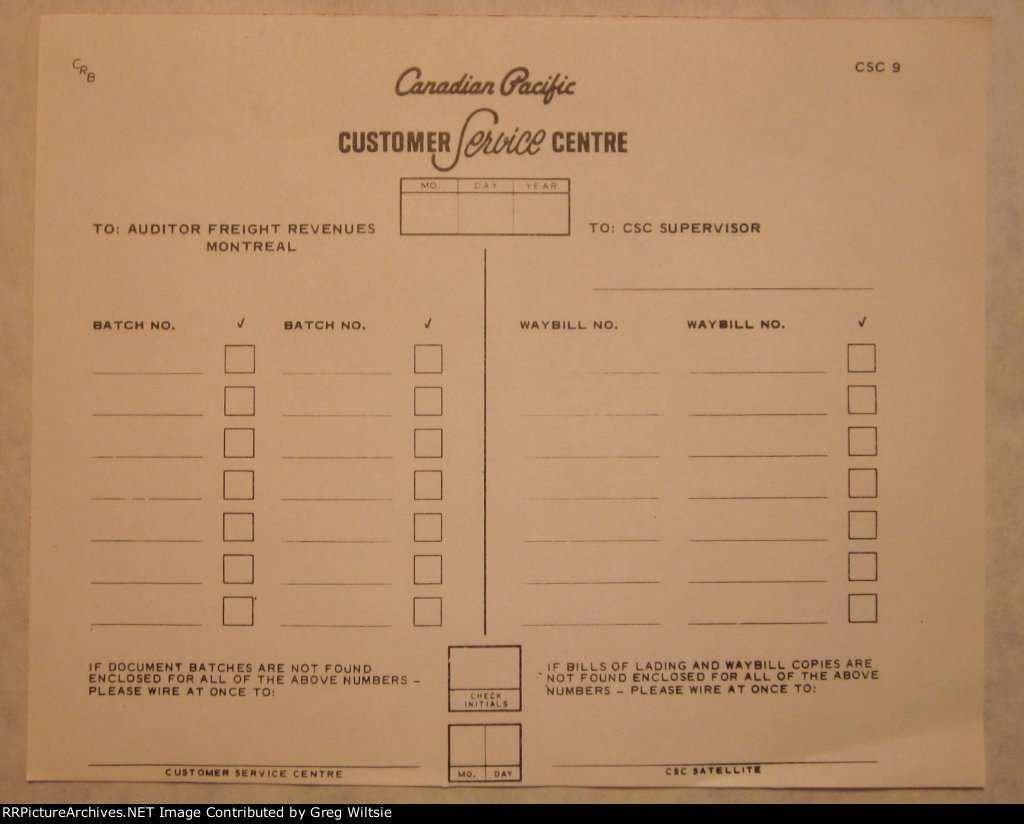 CRB
CSC 9
Canadian Pacific
CUSTOMER Service CENTRE
MO. DAY YEAR
TO: AUDITOR FREIGHT REVENUES
MONTREAL
TO: CSC SUPERVISOR
BATCH NO. ✓ BATCH NO. ✓ WAYBILL NO. WAYBILL NO. ✓
IF DOCUMENT BATCHES ARE NOT FOUND
ENCLOSED FOR ALL OF THE ABOVE NUMBERS –
PLEASE WIRE AT ONCE TO:
CHECK
INITIALS
IF BILLS OF LADING AND WAYBILL COPIES ARE
NOT FOUND ENCLOSED FOR ALL OF THE ABOVE
NUMBERS – PLEASE WIRE AT ONCE TO:
CUSTOMER SERVICE CENTRE
MO. DAY
CSC SATELLITE
RRPictureArchives.NET Image Contributed by Greg Wiltsie